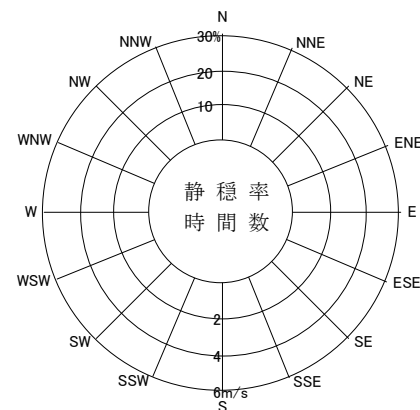 N
30%
NNW
NNE
20
NW
NE
10
WNW
ENE
静穏率
W
E
時間数
WSW
ESE
2
SW
SE
4
SSW
SSE
6m/s
S